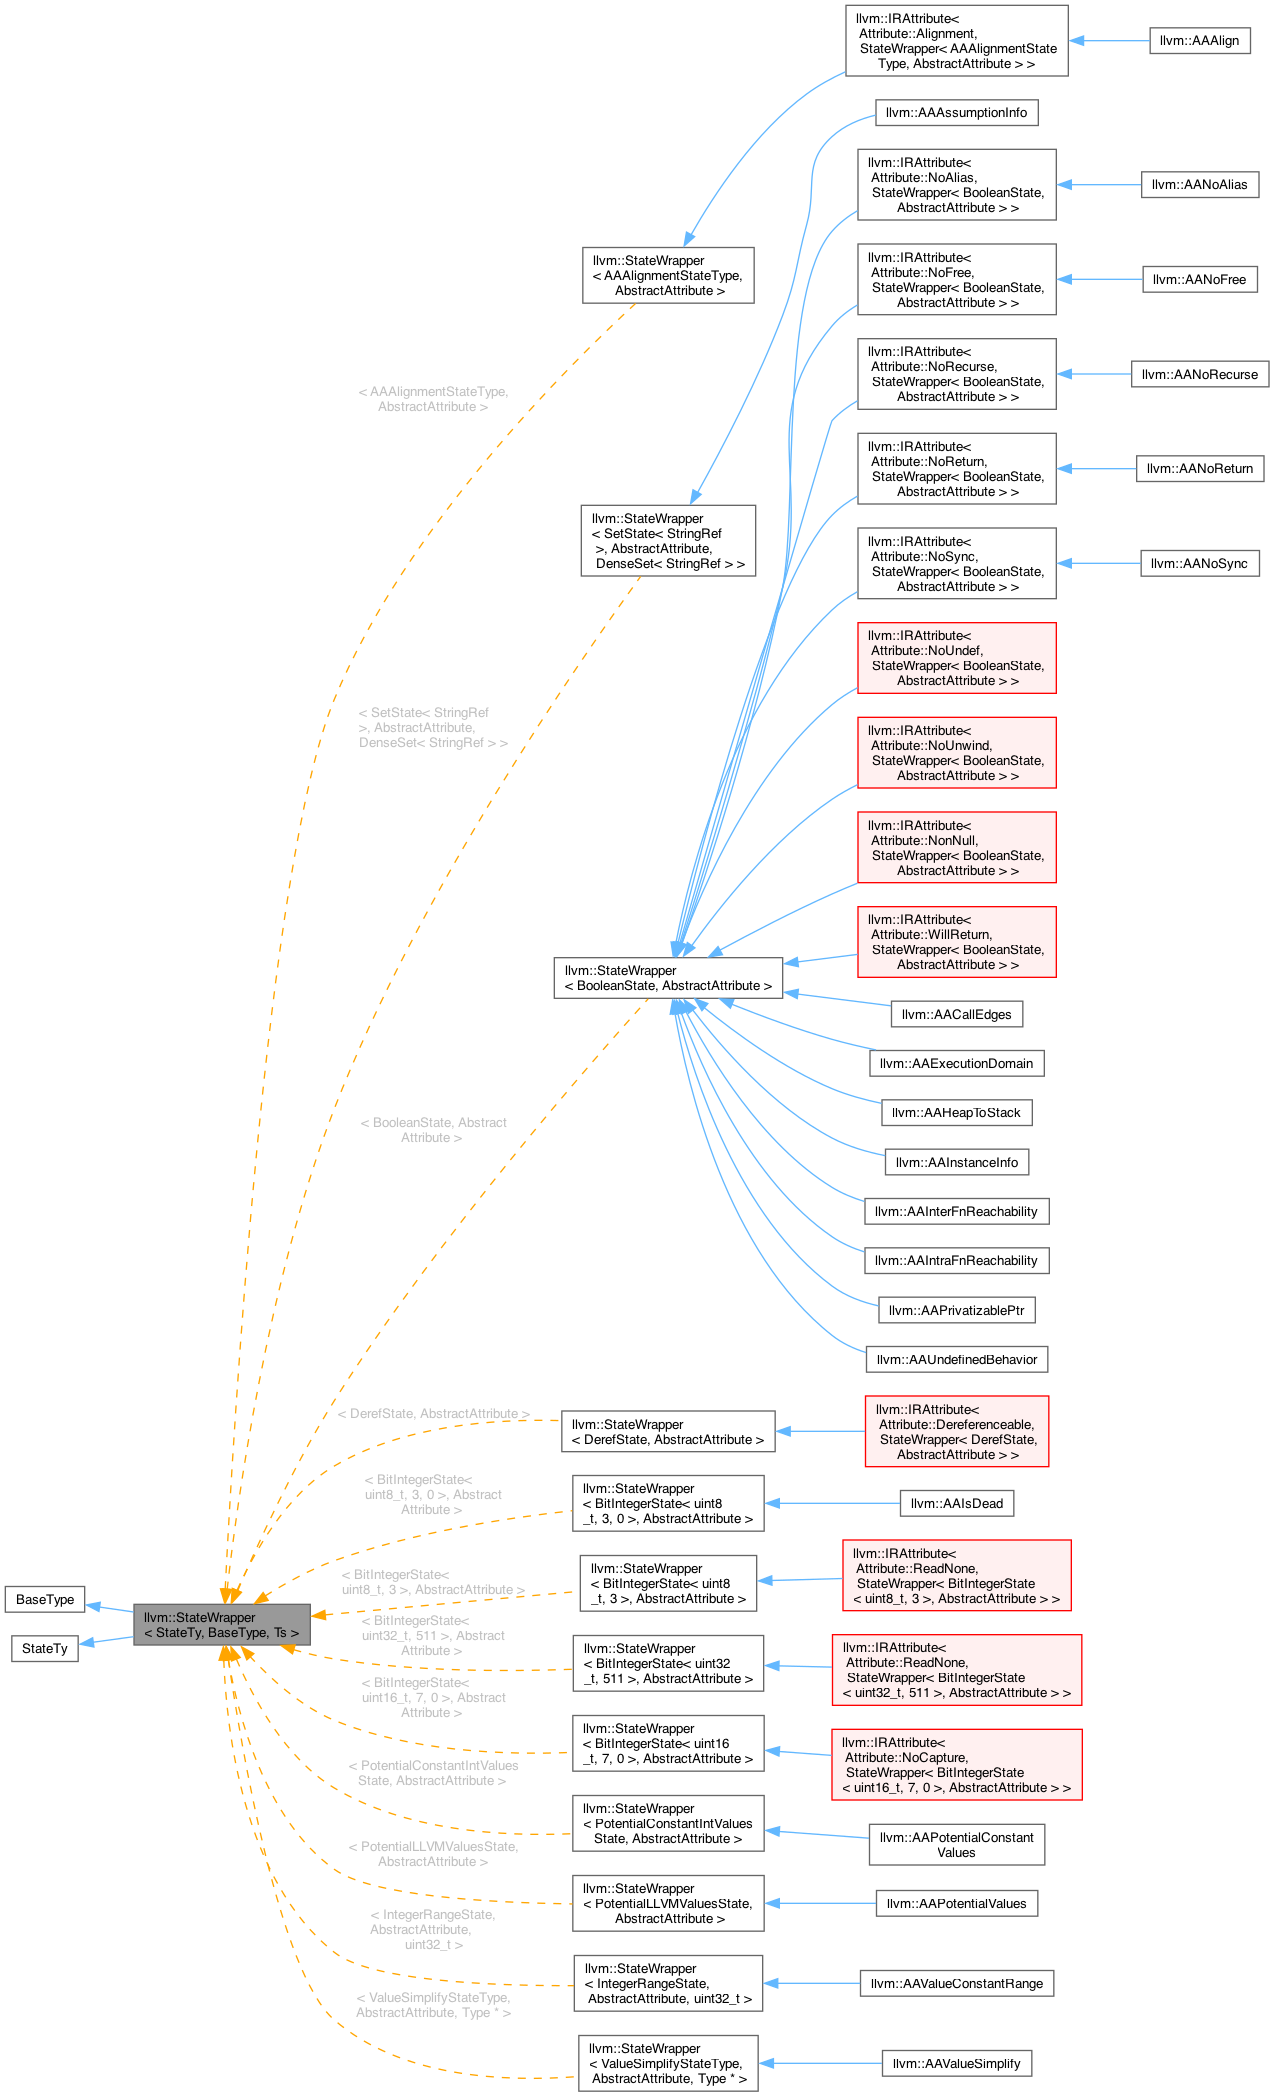 llvm::IRAttribute<
Attribute::Alignment,
StateWrapper< AAAlignmentState
Type, AbstractAttribute > >
llvm::AAAlign
llvm::AAAssumptionInfo
llvm::IRAttribute<
Attribute::NoAlias,
StateWrapper< BooleanState,
AbstractAttribute > >
llvm::AANoAlias
llvm::StateWrapper
< AAAlignmentStateType,
AbstractAttribute >
llvm::IRAttribute<
Attribute::NoFree,
StateWrapper< BooleanState,
AbstractAttribute > >
llvm::AANoFree
llvm::IRAttribute<
Attribute::NoRecurse,
StateWrapper< BooleanState,
AbstractAttribute > >
llvm::AANoRecurse
< AAAlignmentStateType,
AbstractAttribute >
llvm::IRAttribute<
Attribute::NoReturn,
StateWrapper< BooleanState,
AbstractAttribute > >
llvm::AANoReturn
llvm::StateWrapper
< SetState< StringRef
>, AbstractAttribute,
DenseSet< StringRef > >
llvm::IRAttribute<
Attribute::NoSync,
StateWrapper< BooleanState,
AbstractAttribute > >
llvm::AANoSync
llvm::IRAttribute<
Attribute::NoUndef,
StateWrapper< BooleanState,
AbstractAttribute > >
< SetState< StringRef
>, AbstractAttribute,
DenseSet< StringRef > >
llvm::IRAttribute<
Attribute::NoUnwind,
StateWrapper< BooleanState,
AbstractAttribute > >
llvm::IRAttribute<
Attribute::NonNull,
StateWrapper< BooleanState,
AbstractAttribute > >
llvm::IRAttribute<
Attribute::WillReturn,
StateWrapper< BooleanState,
AbstractAttribute > >
llvm::StateWrapper
< BooleanState, AbstractAttribute >
llvm::AACallEdges
llvm::AAExecutionDomain
llvm::AAHeapToStack
< BooleanState, Abstract
Attribute >
llvm::AAInstanceInfo
llvm::AAInterFnReachability
llvm::AAIntraFnReachability
llvm::AAPrivatizablePtr
llvm::AAUndefinedBehavior
< DerefState, AbstractAttribute >
llvm::StateWrapper
< DerefState, AbstractAttribute >
llvm::IRAttribute<
Attribute::Dereferenceable,
StateWrapper< DerefState,
AbstractAttribute > >
< BitIntegerState<
uint8_t, 3, 0 >, Abstract
Attribute >
llvm::StateWrapper
< BitIntegerState< uint8
_t, 3, 0 >, AbstractAttribute >
llvm::AAIsDead
< BitIntegerState<
uint8_t, 3 >, AbstractAttribute >
llvm::StateWrapper
< BitIntegerState< uint8
_t, 3 >, AbstractAttribute >
llvm::IRAttribute<
Attribute::ReadNone,
StateWrapper< BitIntegerState
< uint8_t, 3 >, AbstractAttribute > >
BaseType
StateTy
llvm::StateWrapper
< StateTy, BaseType, Ts >
< BitIntegerState<
uint32_t, 511 >, Abstract
Attribute >
llvm::StateWrapper
< BitIntegerState< uint32
_t, 511 >, AbstractAttribute >
llvm::IRAttribute<
Attribute::ReadNone,
StateWrapper< BitIntegerState
< uint32_t, 511 >, AbstractAttribute > >
< BitIntegerState<
uint16_t, 7, 0 >, Abstract
Attribute >
llvm::StateWrapper
< BitIntegerState< uint16
_t, 7, 0 >, AbstractAttribute >
llvm::IRAttribute<
Attribute::NoCapture,
StateWrapper< BitIntegerState
< uint16_t, 7, 0 >, AbstractAttribute > >
< PotentialConstantIntValues
State, AbstractAttribute >
llvm::StateWrapper
< PotentialConstantIntValues
State, AbstractAttribute >
llvm::AAPotentialConstant
Values
< PotentialLLVMValuesState,
AbstractAttribute >
llvm::StateWrapper
< PotentialLLVMValuesState,
AbstractAttribute >
llvm::AAPotentialValues
< IntegerRangeState,
AbstractAttribute,
uint32_t >
llvm::StateWrapper
< IntegerRangeState,
AbstractAttribute, uint32_t >
llvm::AAValueConstantRange
< ValueSimplifyStateType,
AbstractAttribute, Type * >
llvm::StateWrapper
< ValueSimplifyStateType,
AbstractAttribute, Type * >
llvm::AAValueSimplify